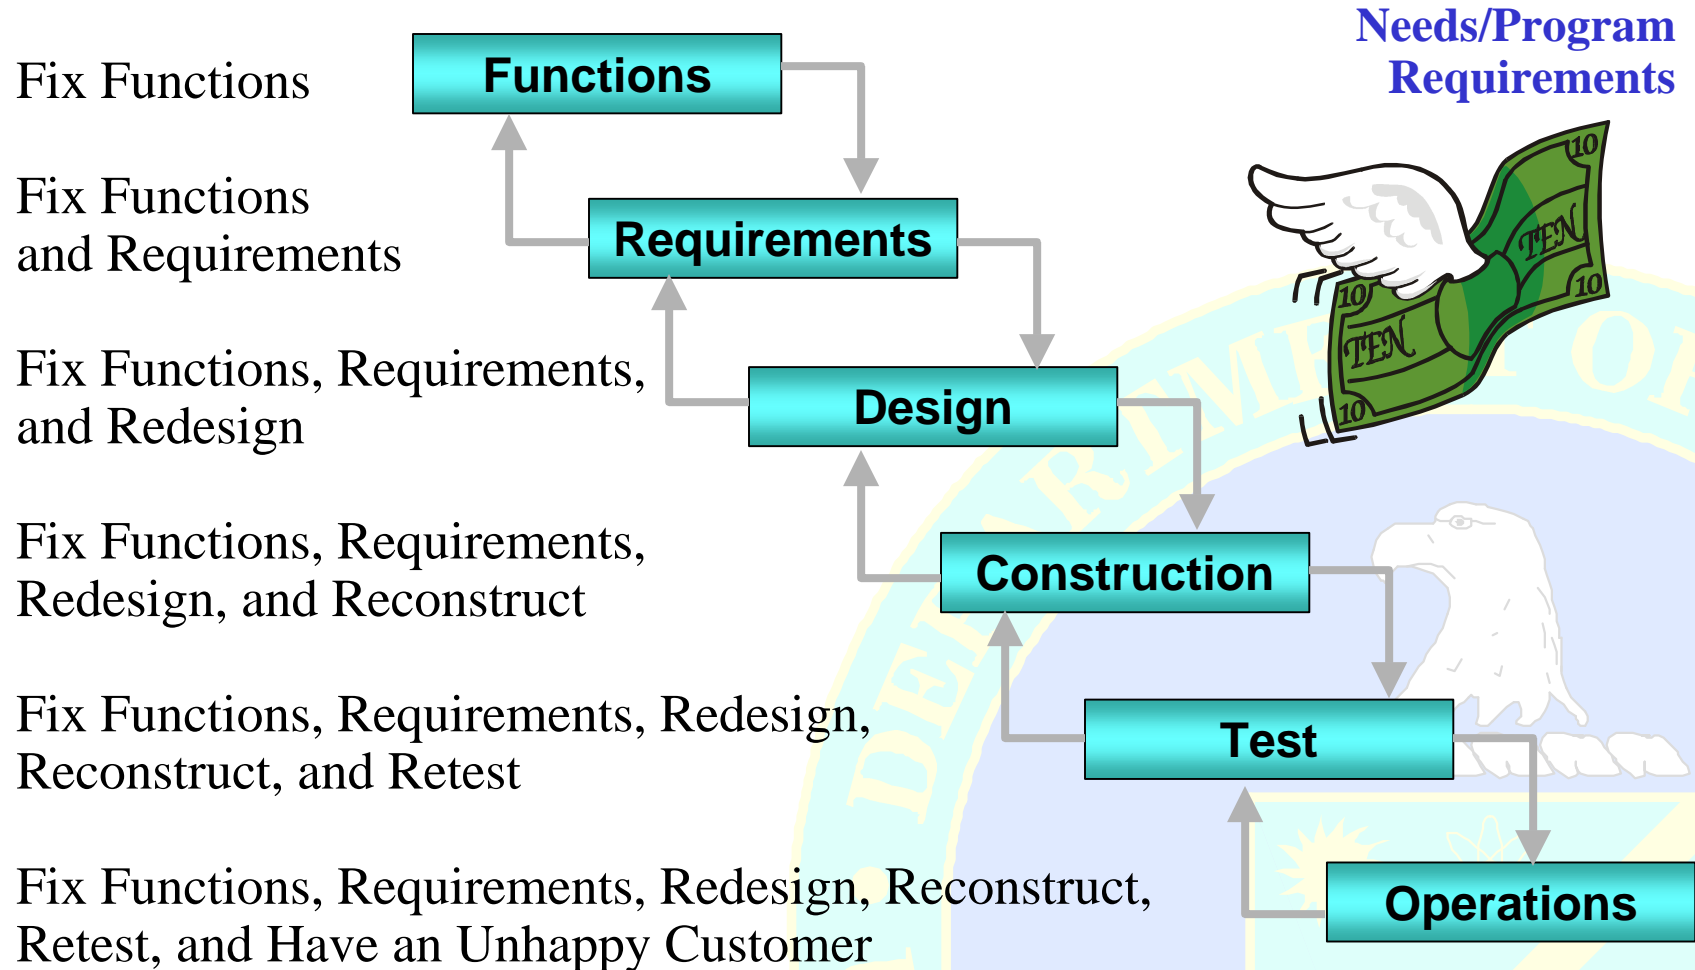 Needs/Program
Requirements
Fix Functions
Functions
Fix Functions
and Requirements
Requirements
10
TEN
10
10
TEN
10
Fix Functions, Requirements,
and Redesign
Design
DEPARTMENT OF
Fix Functions, Requirements,
Redesign, and Reconstruct
Construction
Fix Functions, Requirements, Redesign,
Reconstruct, and Retest
Test
Fix Functions, Requirements, Redesign, Reconstruct,
Retest, and Have an Unhappy Customer
Operations